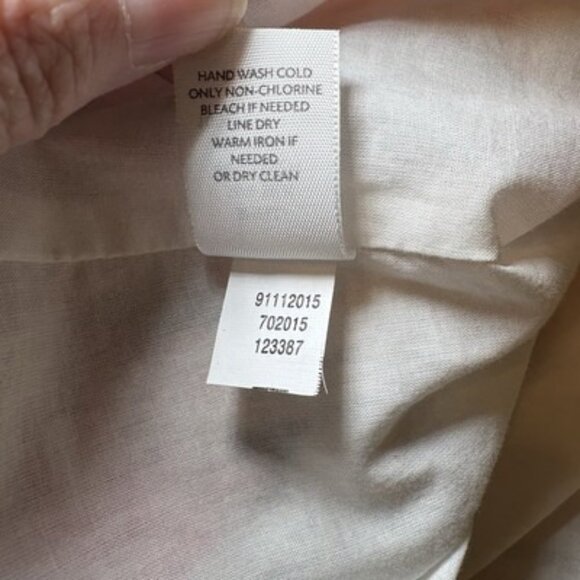 HAND WASH COLD
ONLY NON-CHLORINE
BLEACH IF NEEDED
LINE DRY
WARM IRON IF
NEEDED
OR DRY CLEAN
91112015
702015
123387